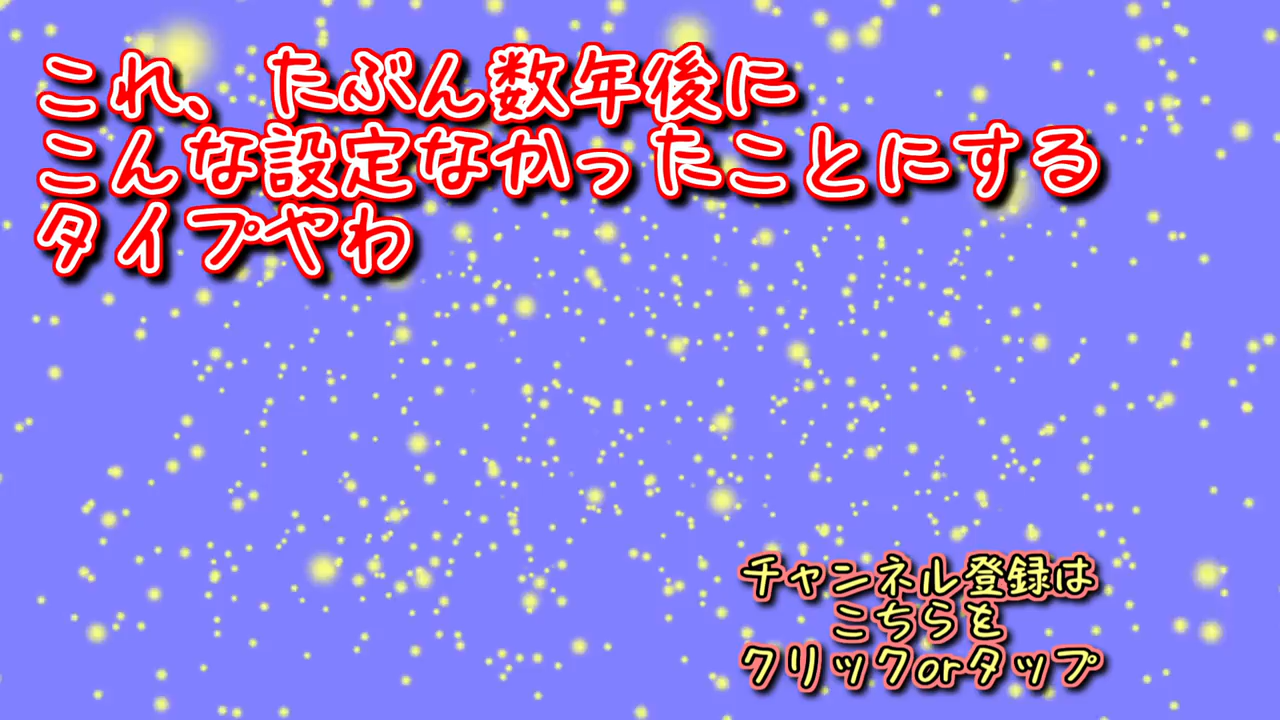 これ、たぶん数年後に
こんな設定なかったことにする
タイプやわ
チャンネル登録は
こちらを
クリックorタップ